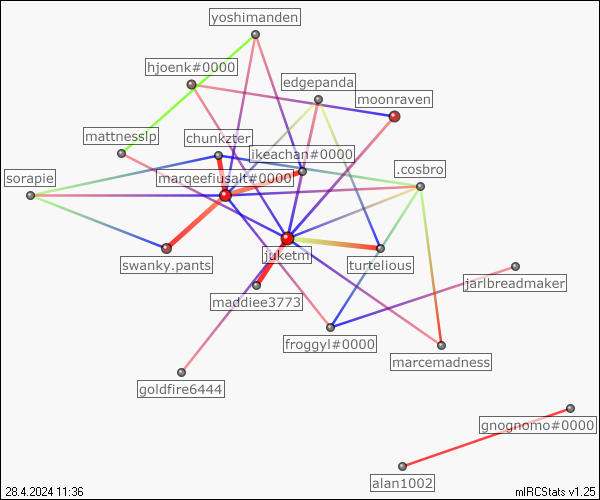 yoshimanden
hjoenk#0000
edgepanda
moonraven
mattnesslp
chunkzter
ikeachan#0000
.cosbro
sorapie
marqeefiusalt#0000
juketm
swanky.pants
turtelious
jarlbreadmaker
maddiee3773
froggyl#0000
marcemadness
goldfire6444
gnognomo#0000
alan1002
28.4.2024 11:36
mIRCStats v1.25